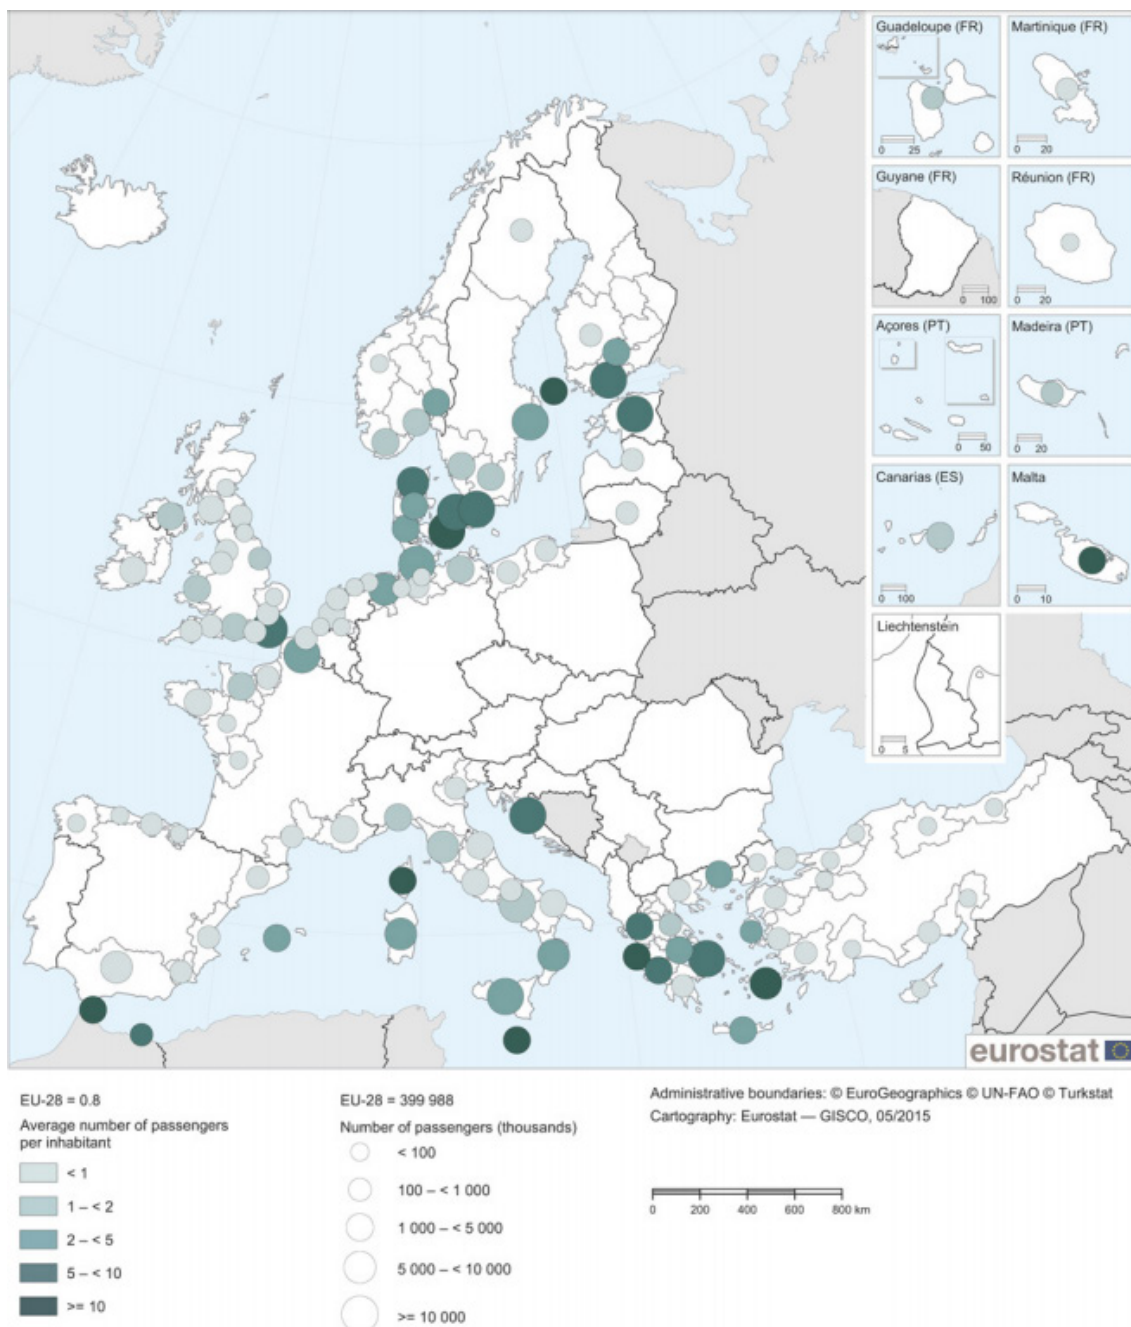 Guadeloupe (FR)
0 25
Martinique (FR)
0 20
Guyane (FR)
0 100
Réunion (FR)
0 20
Açores (PT)
0 50
Madeira (PT)
0 20
Canarias (ES)
0 100
Malta
0 10
Liechtenstein
0 5
eurostat
EU-28 = 0.8
Average number of passengers
per inhabitant
< 1
1 – < 2
2 – < 5
5 – < 10
>= 10
EU-28 = 399 988
Number of passengers (thousands)
< 100
100 – < 1 000
1 000 – < 5 000
5 000 – < 10 000
>= 10 000
Administrative boundaries: © EuroGeographics © UN-FAO © Turkstat
Cartography: Eurostat — GISCO, 05/2015
0 200 400 600 800 km